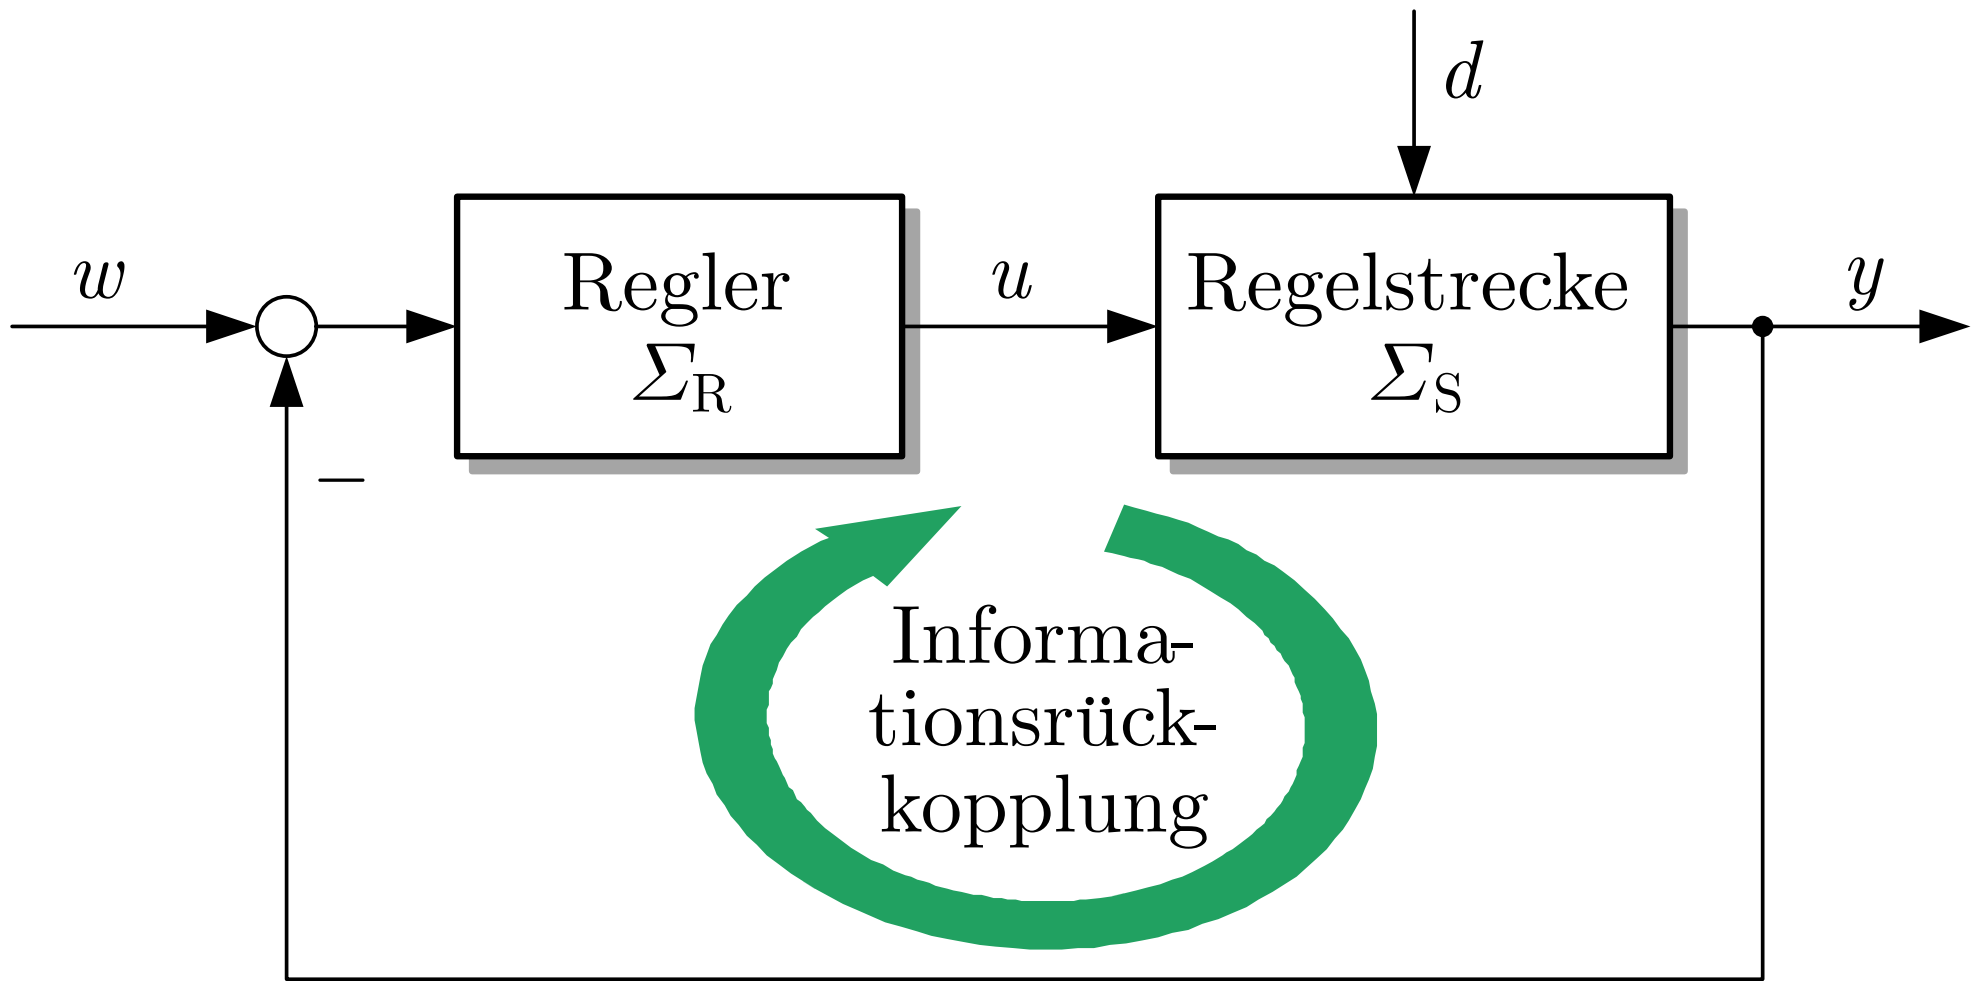 d
w
Regler
Σ_R
u
Regelstrecke
Σ_S
y
−
Informa-
tionsrück-
kopplung